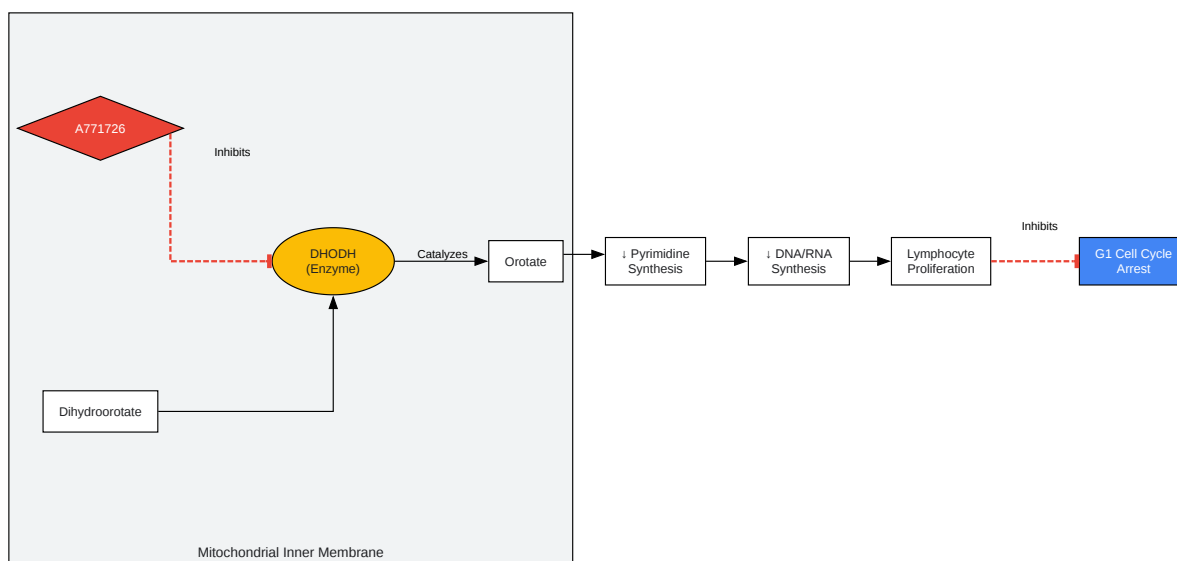 A771726
Inhibits
DHODH
(Enzyme)
Catalyzes
Orotate
↓ Pyrimidine
Synthesis
↓ DNA/RNA
Synthesis
Lymphocyte
Proliferation
Inhibits
G1 Cell Cycle
Arrest
Dihydroorotate
Mitochondrial Inner Membrane